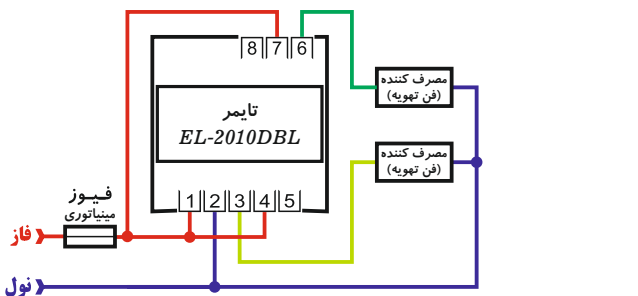 8 7 6
مصرف کننده
(فن تهویه)
تایمر
EL-2010DBL
مصرف کننده
(فن تهویه)
1 2 3 4 5
فیـوز
مینیاتوری
فاز
نول